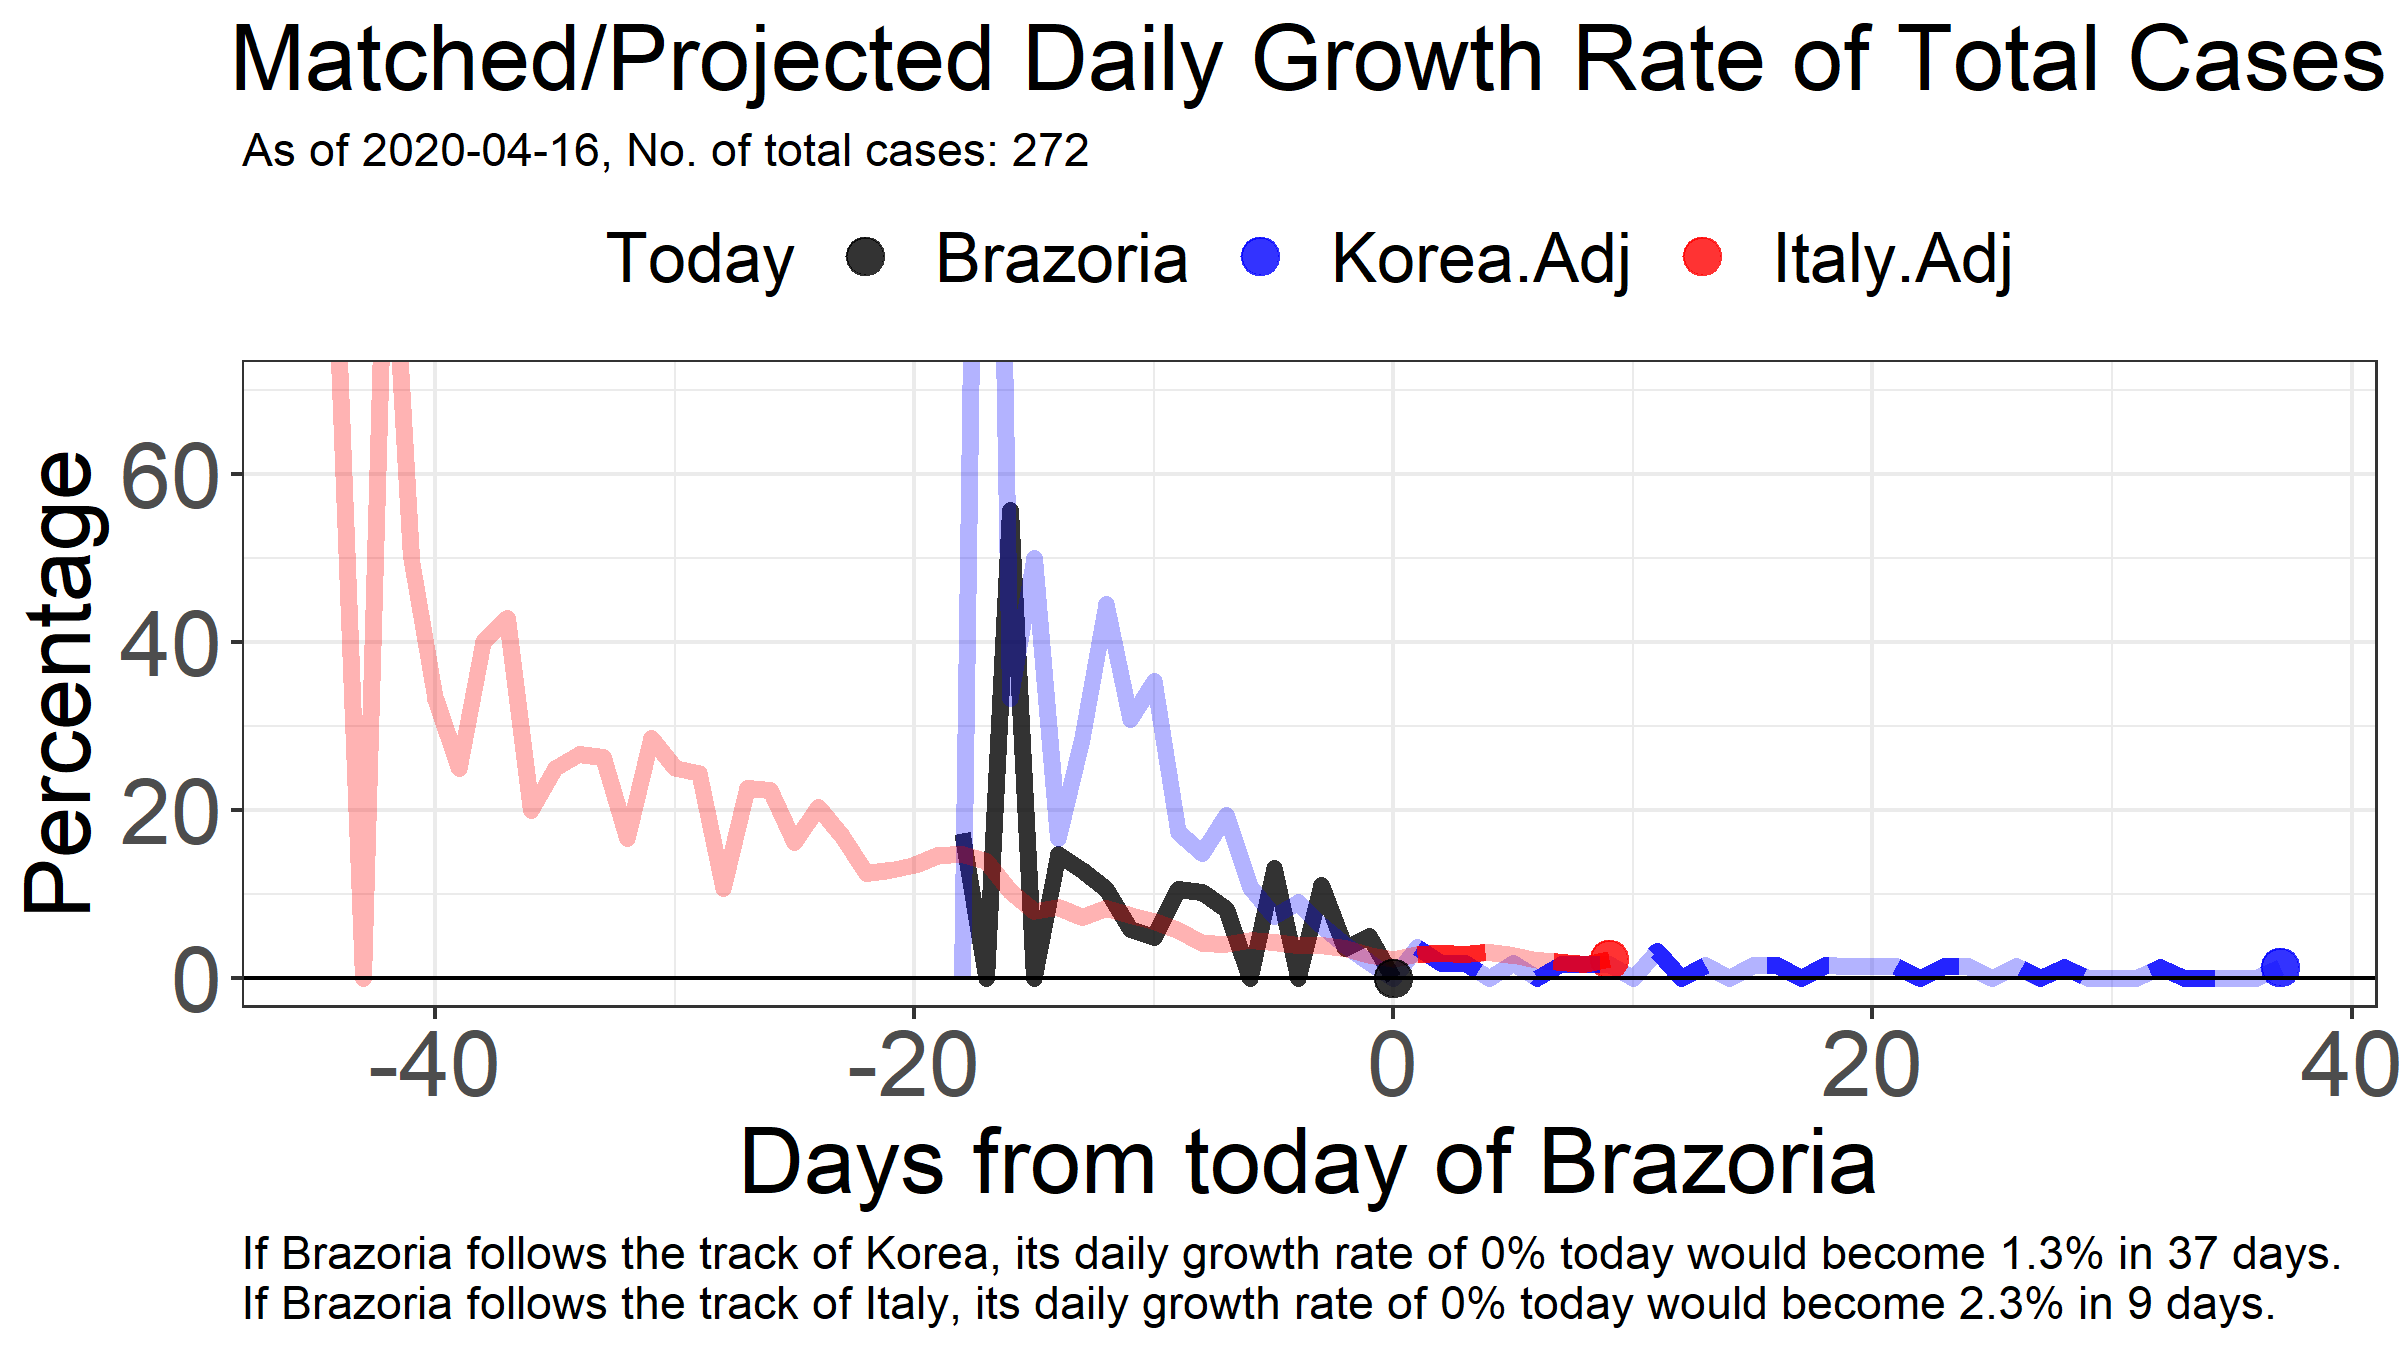 Matched/Projected Daily Growth Rate of Total Cases
As of 2020-04-16, No. of total cases: 272
Today Brazoria Korea.Adj Italy.Adj
Percentage
60
40
20
0
-40 -20 0 20 40
Days from today of Brazoria
If Brazoria follows the track of Korea, its daily growth rate of 0% today would become 1.3% in 37 days.
If Brazoria follows the track of Italy, its daily growth rate of 0% today would become 2.3% in 9 days.